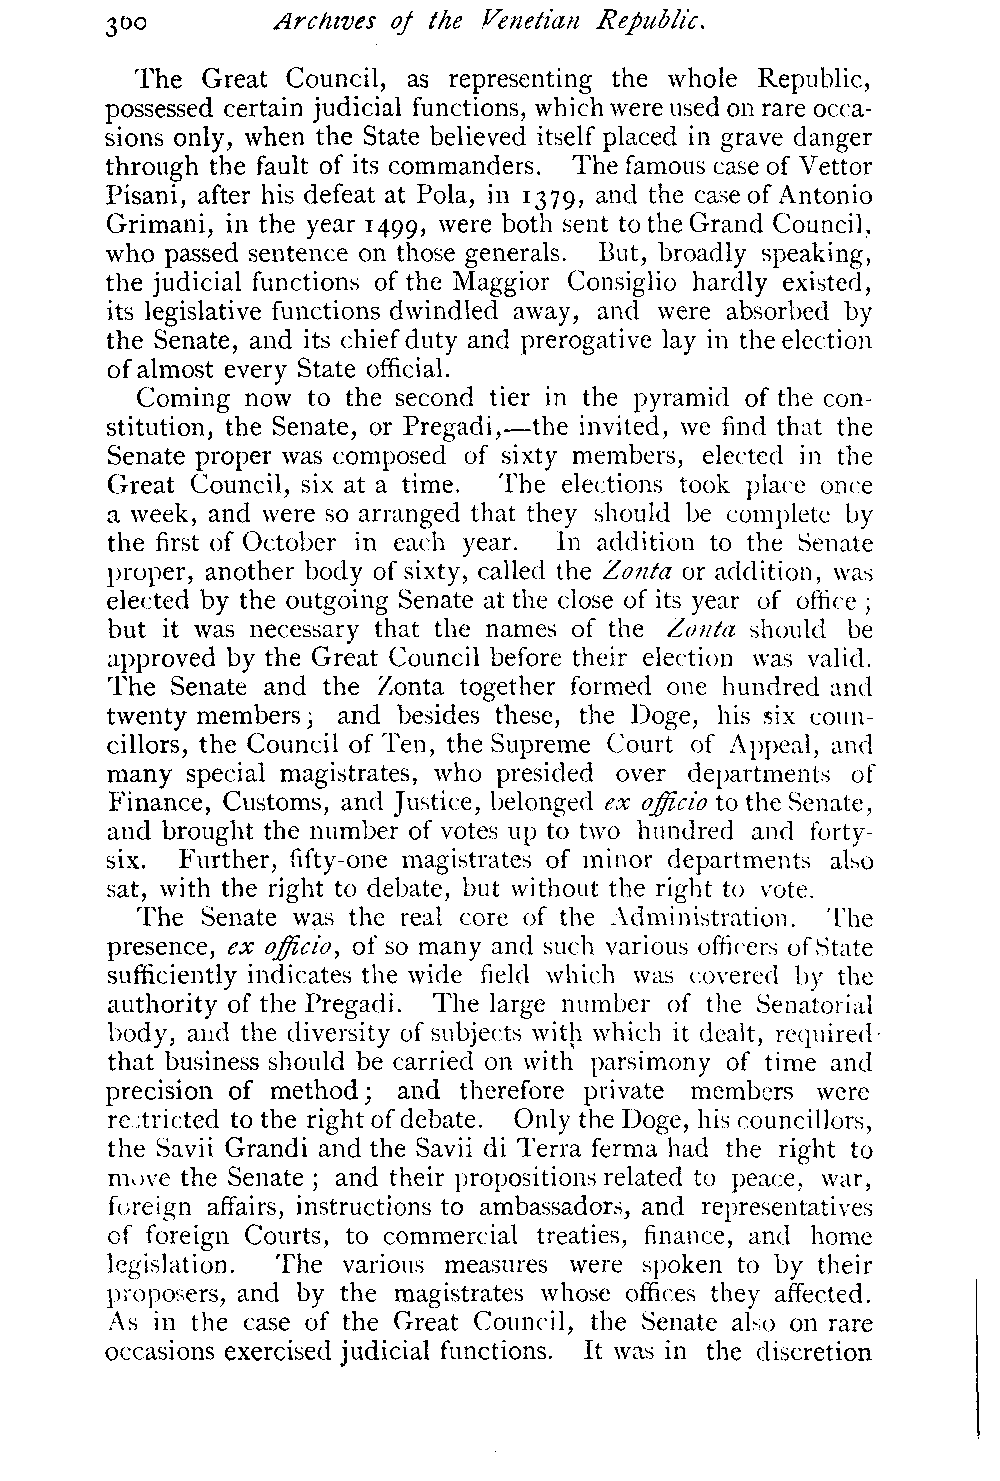 300 Archives of the Venetian Republic.
The Great Council, as representing the whole Republic,
possessed certain judicial functions, which were used on rare occa-
sions only, when the State believed itself placed in grave danger
through the fault of its commanders. The famous case of Vettor
Pisani, after his defeat at Pola, in 1379, and the case of Antonio
Grimani, in the year 1499, were both sent to the Grand Council,
who passed sentence on those generals. But, broadly speaking,
the judicial functions of the Maggior Consiglio hardly existed,
its legislative functions dwindled away, and were absorbed by
the Senate, and its chief duty and prerogative lay in the election
of almost every State official.
Coming now to the second tier in the pyramid of the con-
stitution, the Senate, or Pregadi,—the invited, we find that the
Senate proper was composed of sixty members, elected in the
Great Council, six at a time. The elections took place once
a week, and were so arranged that they should be complete by
the first of October in each year. In addition to the Senate
proper, another body of sixty, called the Zonta or addition, was
elected by the outgoing Senate at the close of its year of office ;
but it was necessary that the names of the Zonta should be
approved by the Great Council before their election was valid.
The Senate and the Zonta together formed one hundred and
twenty members; and besides these, the Doge, his six coun-
cillors, the Council of Ten, the Supreme Court of Appeal, and
many special magistrates, who presided over departments of
Finance, Customs, and Justice, belonged ex officio to the Senate,
and brought the number of votes up to two hundred and forty-
six. Further, fifty-one magistrates of minor departments also
sat, with the right to debate, but without the right to vote.
The Senate was the real core of the Administration. The
presence, ex officio, of so many and such various officers of State
sufficiently indicates the wide field which was covered by the
authority of the Pregadi. The large number of the Senatorial
body, and the diversity of subjects with which it dealt, required
that business should be carried on with parsimony of time and
precision of method; and therefore private members were
restricted to the right of debate. Only the Doge, his councillors,
the Savii Grandi and the Savii di Terra ferma had the right to
move the Senate ; and their propositions related to peace, war,
foreign affairs, instructions to ambassadors, and representatives
of foreign Courts, to commercial treaties, finance, and home
legislation. The various measures were spoken to by their
proposers, and by the magistrates whose offices they affected.
As in the case of the Great Council, the Senate also on rare
occasions exercised judicial functions. It was in the discretion